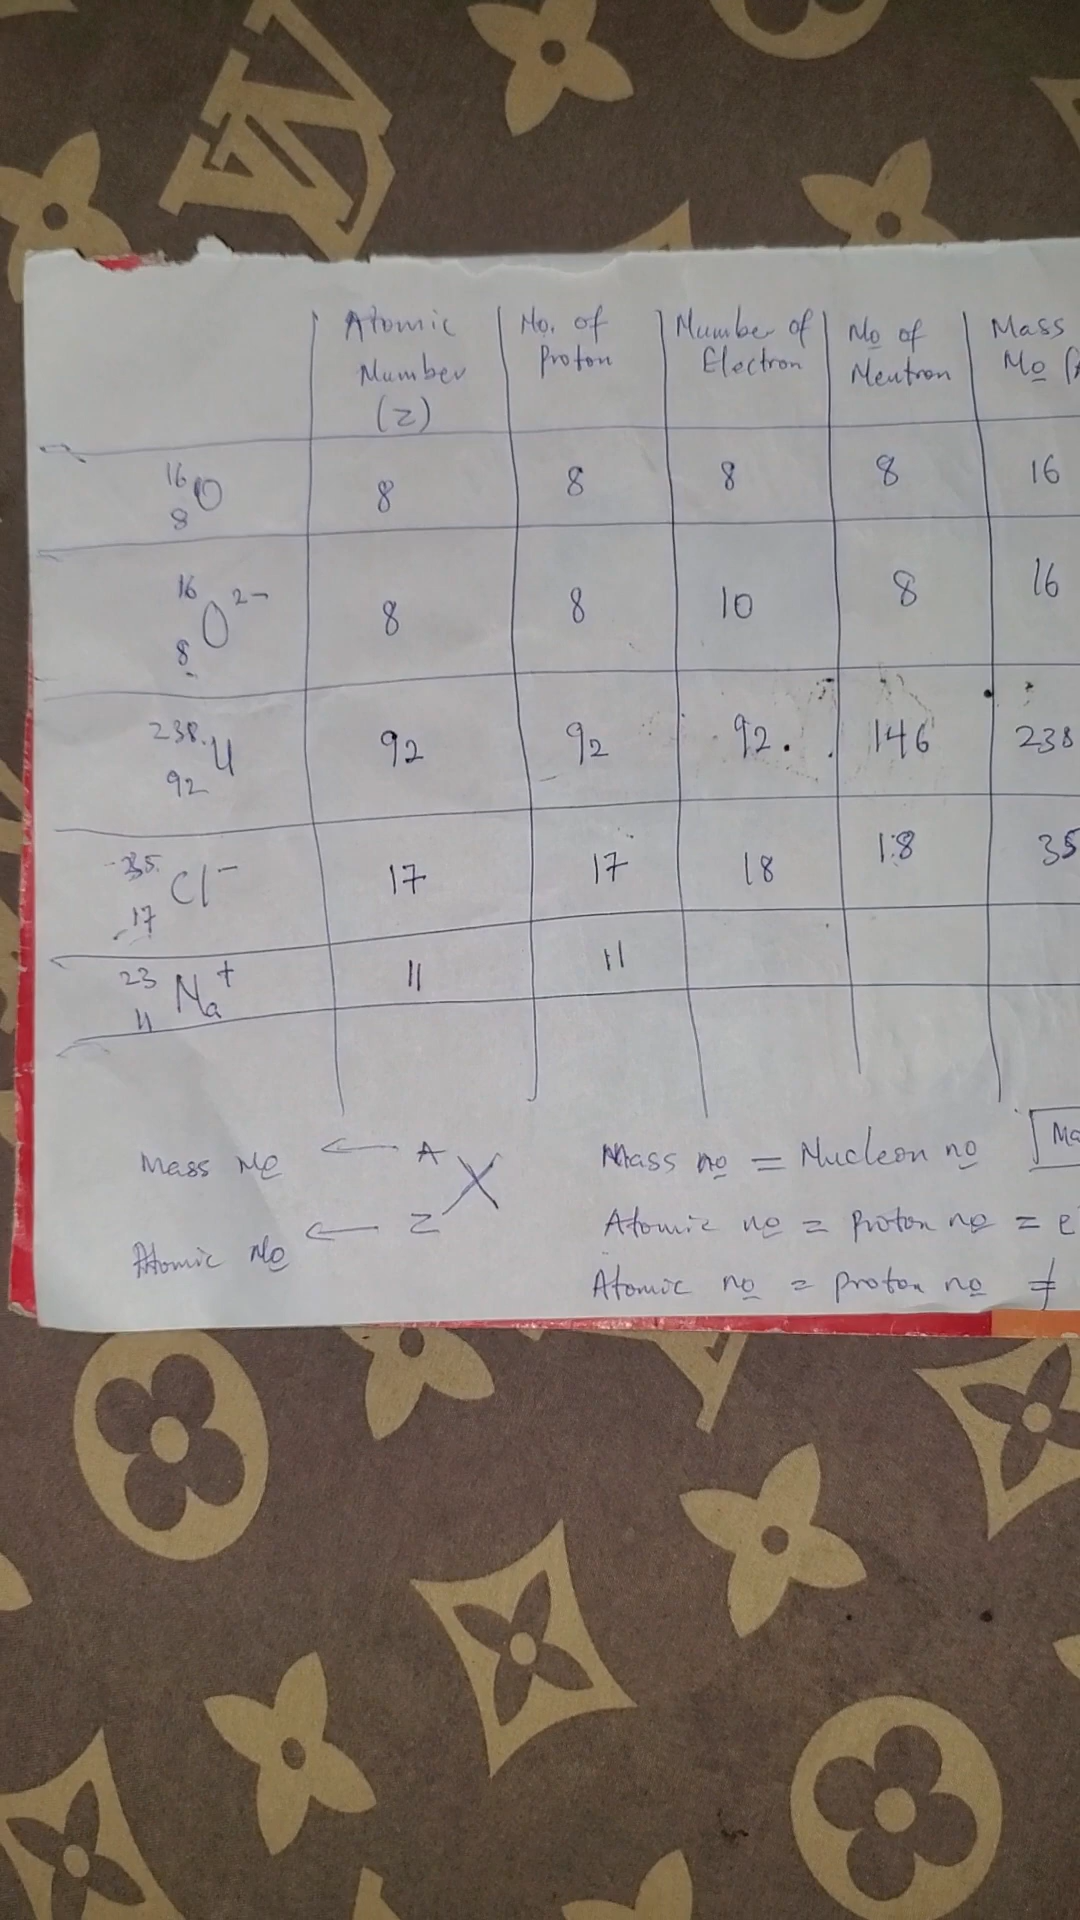 Atomic Number (Z) | No. of Proton | Number of Electron | No of Neutron | Mass No
16 8 O | 8 | 8 | 8 | 8 | 16
16 8 O 2- | 8 | 8 | 10 | 8 | 16
238 92 U | 92 | 92 | 92 | 146 | 238
35 17 Cl - | 17 | 17 | 18 | 18 | 35
23 11 Na + | 11 | 11
Mass No ← A X
Atomic No ← Z
Mass no = Nucleon no Ma
Atomic no = proton no = e
Atomic no = proton no ≠